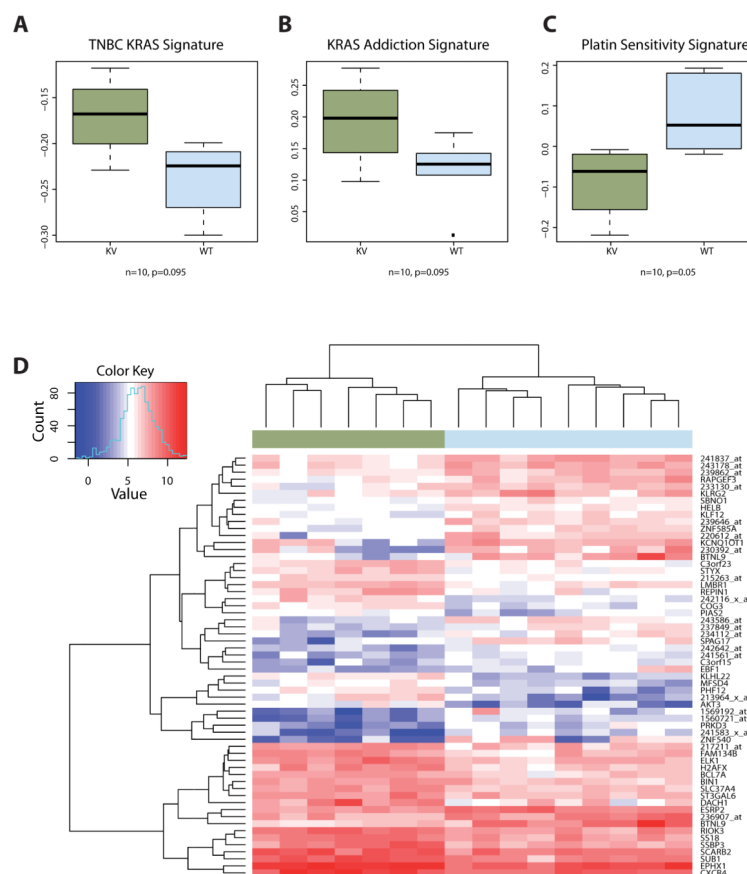 A
B
C
TNBC KRAS Signature
KRAS Addiction Signature
Platin Sensitivity Signature
−0.15
−0.20
−0.25
−0.30
KV
WT
n=10, p=0.095
0.25
0.20
0.15
0.10
0.05
KV
WT
n=10, p=0.095
0.2
0.1
0.0
−0.1
−0.2
KV
WT
n=10, p=0.05
D
Color Key
Count
0 40 80
0 5 10
Value
241837_at
243178_at
239862_at
RAPGEF3
233130_at
KLRG2
SBNO1
HELB
KLF12
239646_at
ZNF585A
220612_at
KCNQ1OT1
230392_at
BTNL9
C3orf23
STYX
215263_at
LMBR1
REPIN1
242116_x_a
COG3
PIAS2
243586_at
237849_at
234112_at
SPAG17
242642_at
241561_at
C3orf15
EBF1
KLHL22
MFSD4
PHF12
213964_x_a
AKT3
1569192_at
1560721_at
PRKD3
241583_x_a
ZNF540
217211_at
FAM134B
ELK1
H2AFX
BCL7A
BIN1
SLC37A4
ST3GAL6
DACH1
ESRP2
236907_at
BTNL9
RIOK3
SS18
SSBP3
SCARB2
SUB1
EPHX1
CXCR4